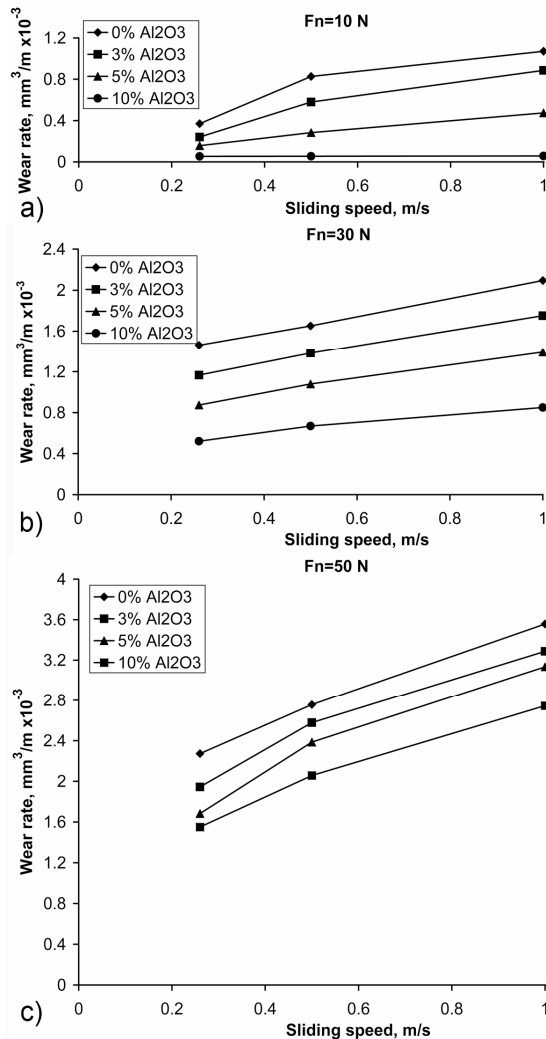 a)
Fn=10 N
Wear rate, mm³/m x10⁻³
1.2
0.8
0.4
0
0% Al2O3
3% Al2O3
5% Al2O3
10% Al2O3
0 0.2 0.4 0.6 0.8 1
Sliding speed, m/s
b)
Fn=30 N
Wear rate, mm³/m x10⁻³
2.4
2
1.6
1.2
0.8
0.4
0
0% Al2O3
3% Al2O3
5% Al2O3
10% Al2O3
0 0.2 0.4 0.6 0.8 1
Sliding speed, m/s
c)
Fn=50 N
Wear rate, mm³/m x10⁻³
4
3.6
3.2
2.8
2.4
2
1.6
1.2
0.8
0.4
0
0% Al2O3
3% Al2O3
5% Al2O3
10% Al2O3
0 0.2 0.4 0.6 0.8 1
Sliding speed, m/s